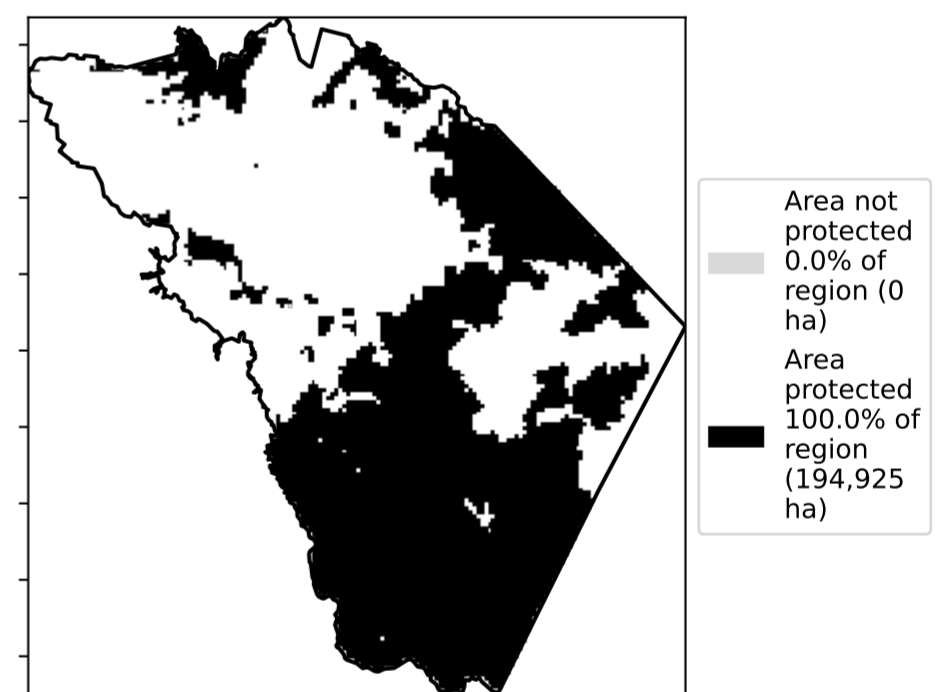 Area not
protected
0.0% of
region (0
ha)
Area
protected
100.0% of
region
(194,925
ha)